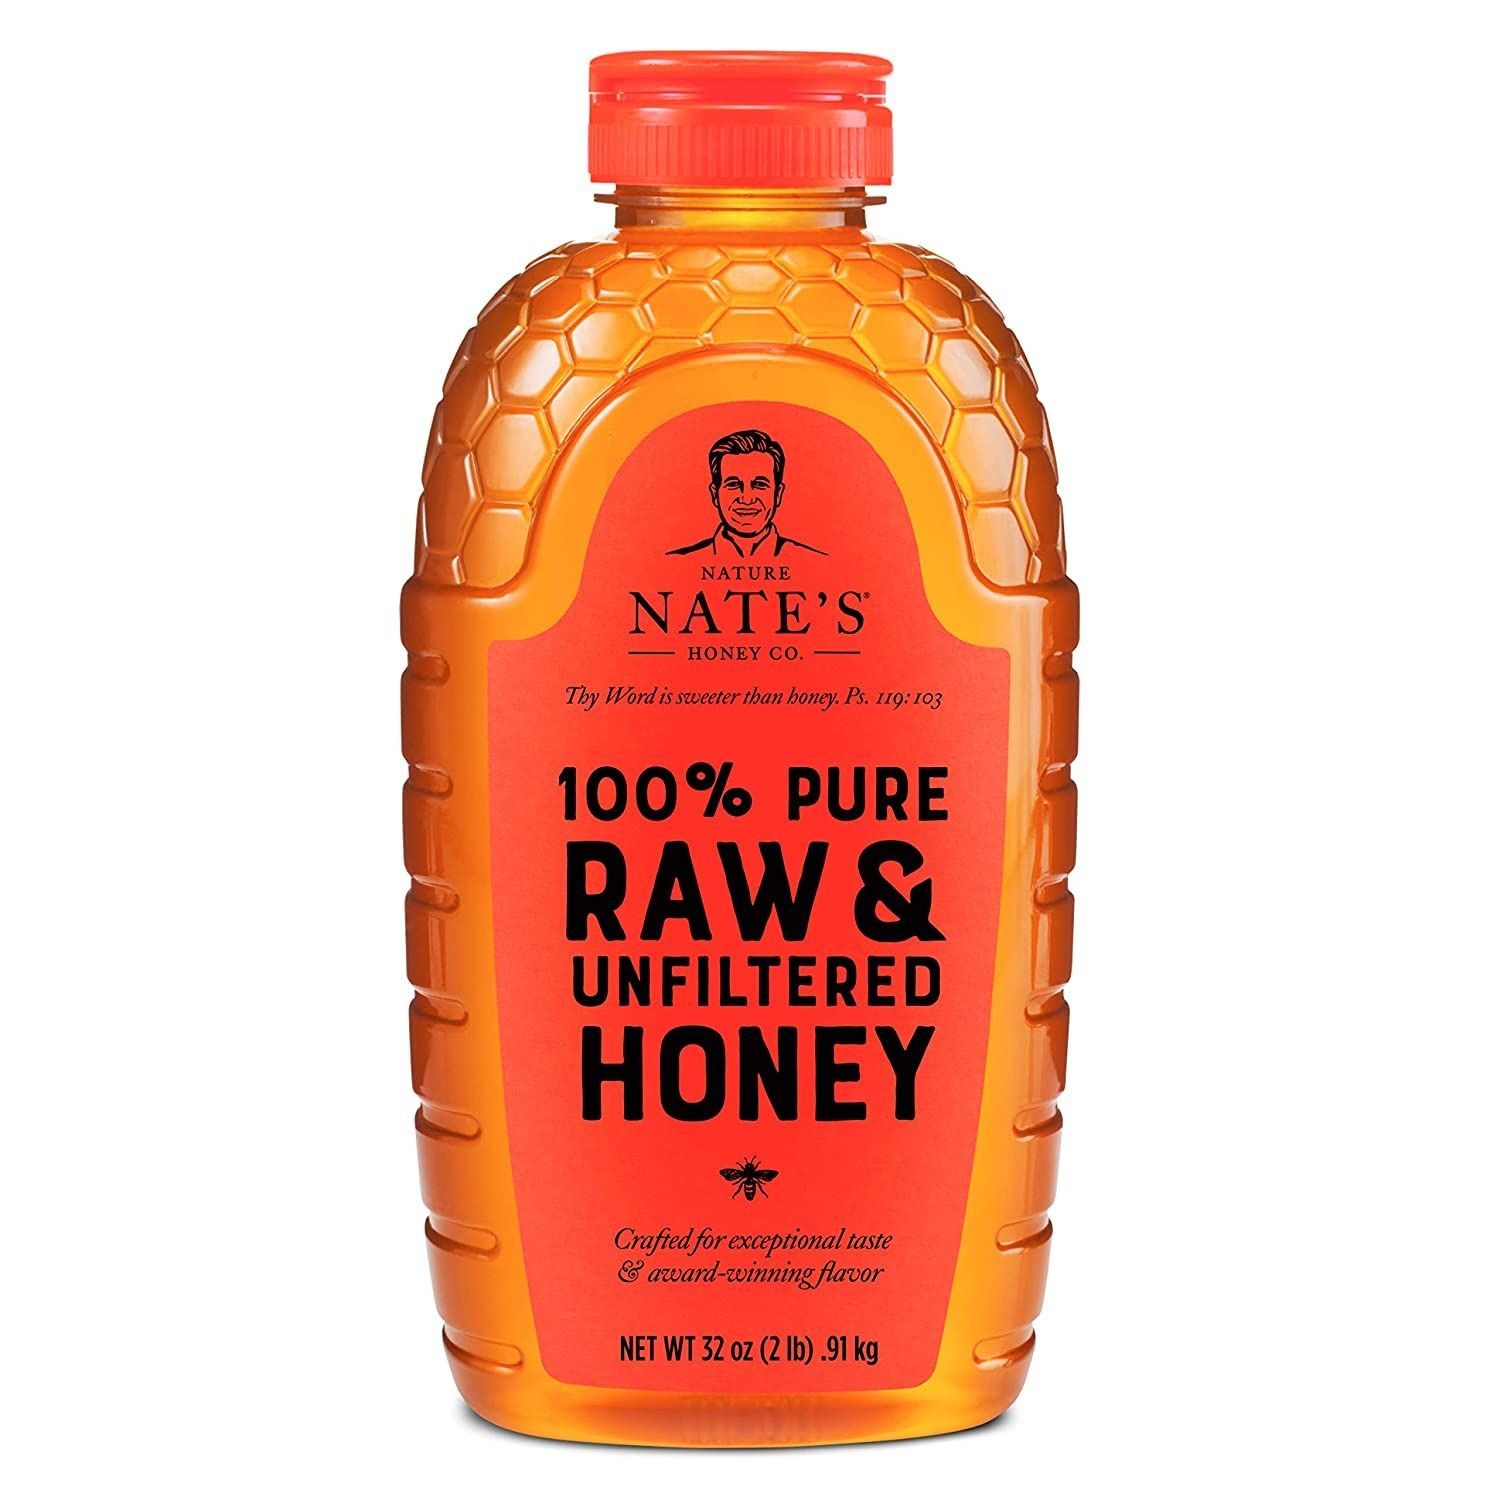 NATURE
NATE'S®
HONEY CO.
Thy Word is sweeter than honey. Ps. 119:103
100% PURE
RAW &
UNFILTERED
HONEY
Crafted for exceptional taste
& award-winning flavor
NET WT 32 oz (2 lb) .91 kg